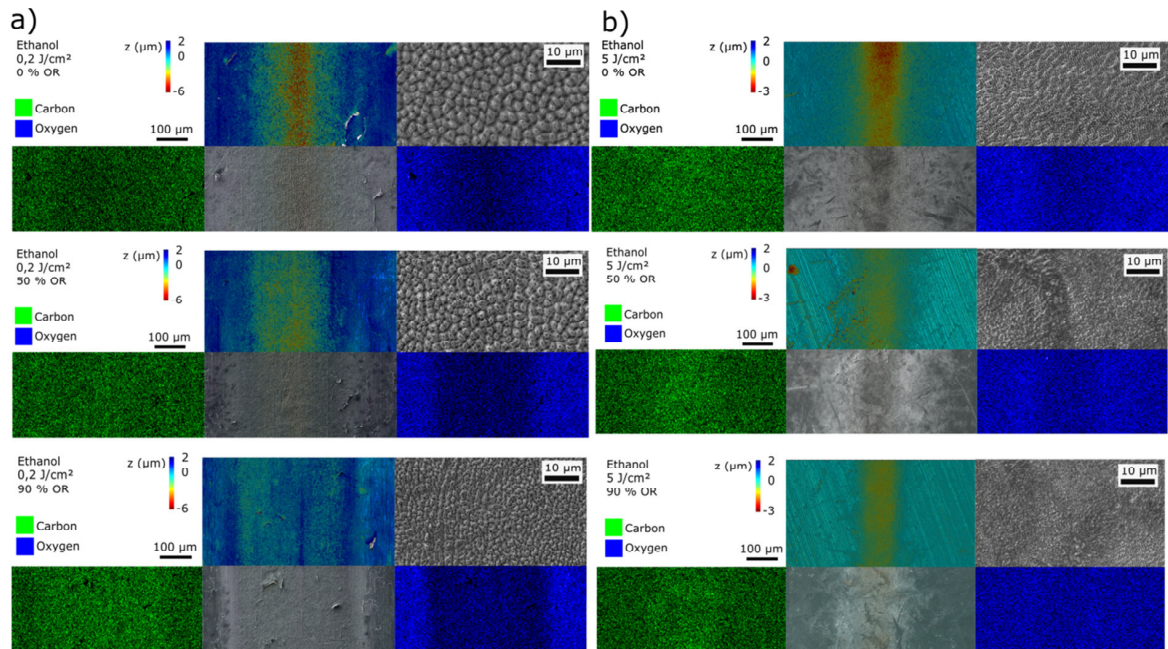 a)
Ethanol
0,2 J/cm²
0 % OR
z (µm)
2
0
-6
Carbon
Oxygen
100 µm
10 µm
Ethanol
0,2 J/cm²
50 % OR
z (µm)
2
0
6
Carbon
Oxygen
100 µm
10 µm
Ethanol
0,2 J/cm²
90 % OR
z (µm)
2
0
-6
Carbon
Oxygen
100 µm
10 µm
b)
Ethanol
5 J/cm²
0 % OR
z (µm)
2
0
-3
Carbon
Oxygen
100 µm
10 µm
Ethanol
5 J/cm²
50 % OR
z (µm)
2
0
-3
Carbon
Oxygen
100 µm
10 µm
Ethanol
5 J/cm²
90 % OR
z (µm)
2
0
-3
Carbon
Oxygen
100 µm
10 µm